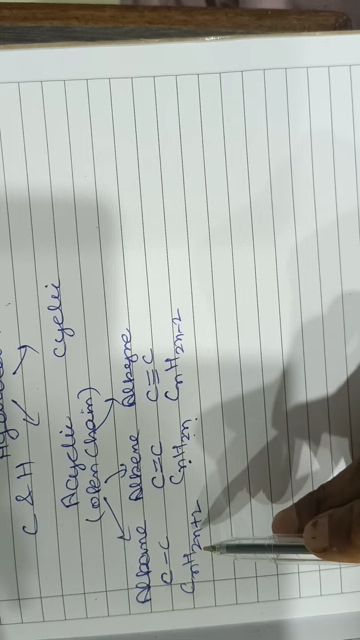 C & H
Acyclic cyclic
(open chain)
Alkane Alkene Alkyne
C-C C=C C≡C
CnH2n+2 CnH2n CnH2n-2